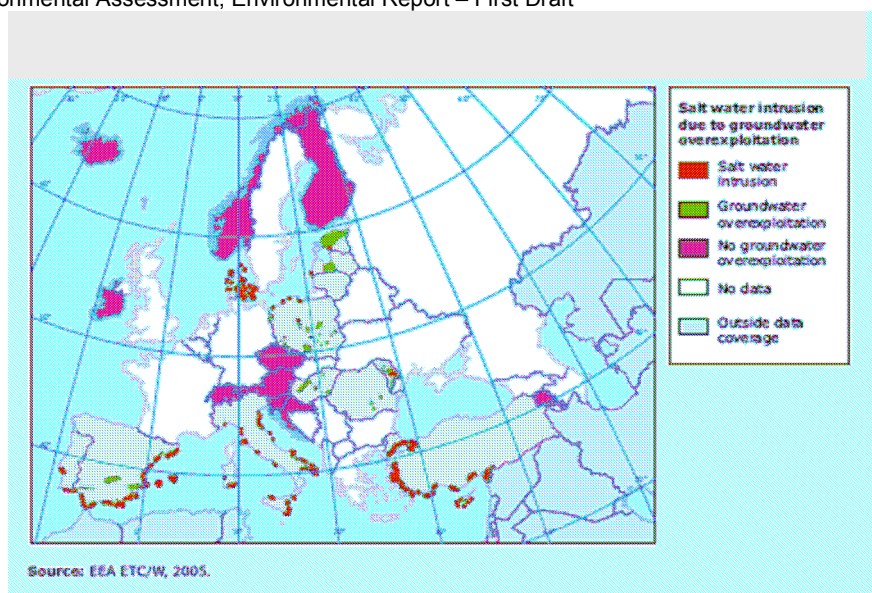 onmental Assessment, Environmental Report – First Draft
Salt water intrusion
due to groundwater
overexploitation
Salt water
intrusion
Groundwater
overexploitation
No groundwater
overexploitation
No data
Outside data
coverage
Source: EEA ETC/W, 2005.